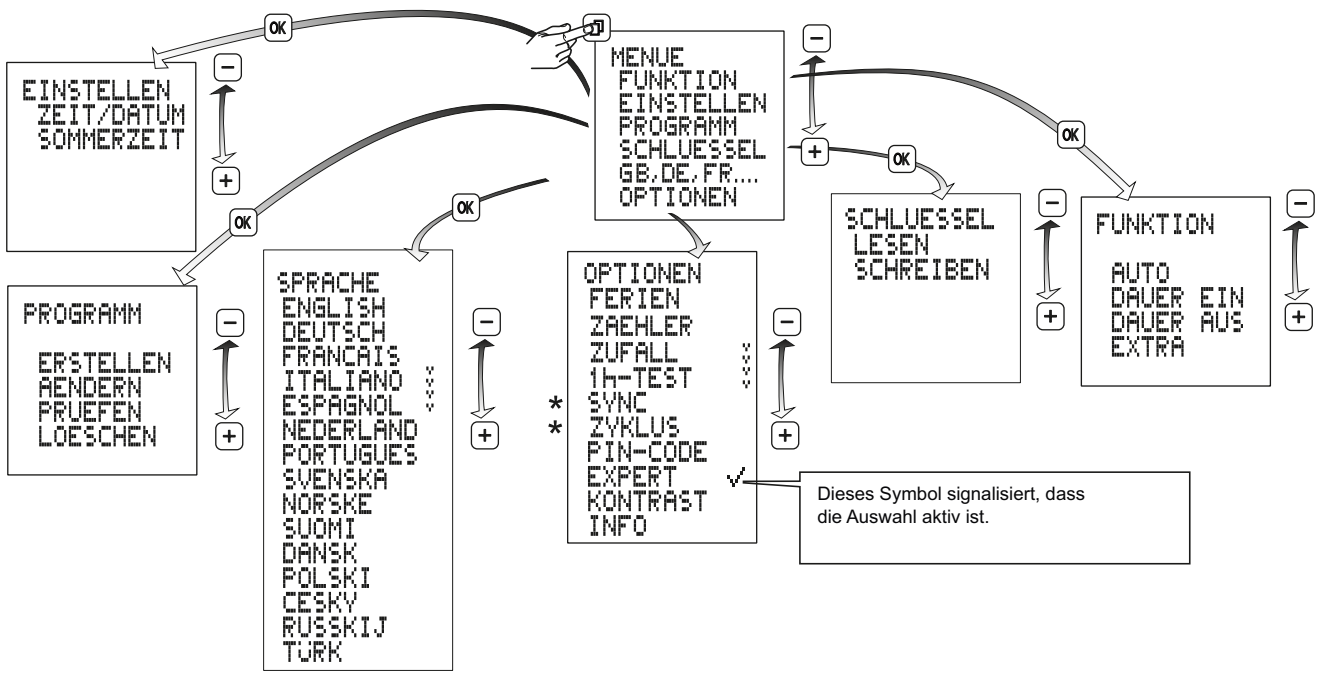 OK
MENUE
FUNKTION
EINSTELLEN
PROGRAMM
SCHLUESSEL
GB,DE,FR....
OPTIONEN
−
+
EINSTELLEN
ZEIT/DATUM
SOMMERZEIT
−
+
OK
PROGRAMM
ERSTELLEN
AENDERN
PRUEFEN
LOESCHEN
−
+
OK
SPRACHE
ENGLISH
DEUTSCH
FRANCAIS
ITALIANO
ESPAGNOL
NEDERLAND
PORTUGUES
SVENSKA
NORSKE
SUOMI
DANSK
POLSKI
CESKY
RUSSKIJ
TÜRK
−
+
OPTIONEN
FERIEN
ZAEHLER
ZUFALL
1h-TEST
* SYNC
* ZYKLUS
PIN-CODE
EXPERT ✓
KONTRAST
INFO
−
+
Dieses Symbol signalisiert, dass
die Auswahl aktiv ist.
OK
SCHLUESSEL
LESEN
SCHREIBEN
−
+
OK
FUNKTION
AUTO
DAUER EIN
DAUER AUS
EXTRA
−
+